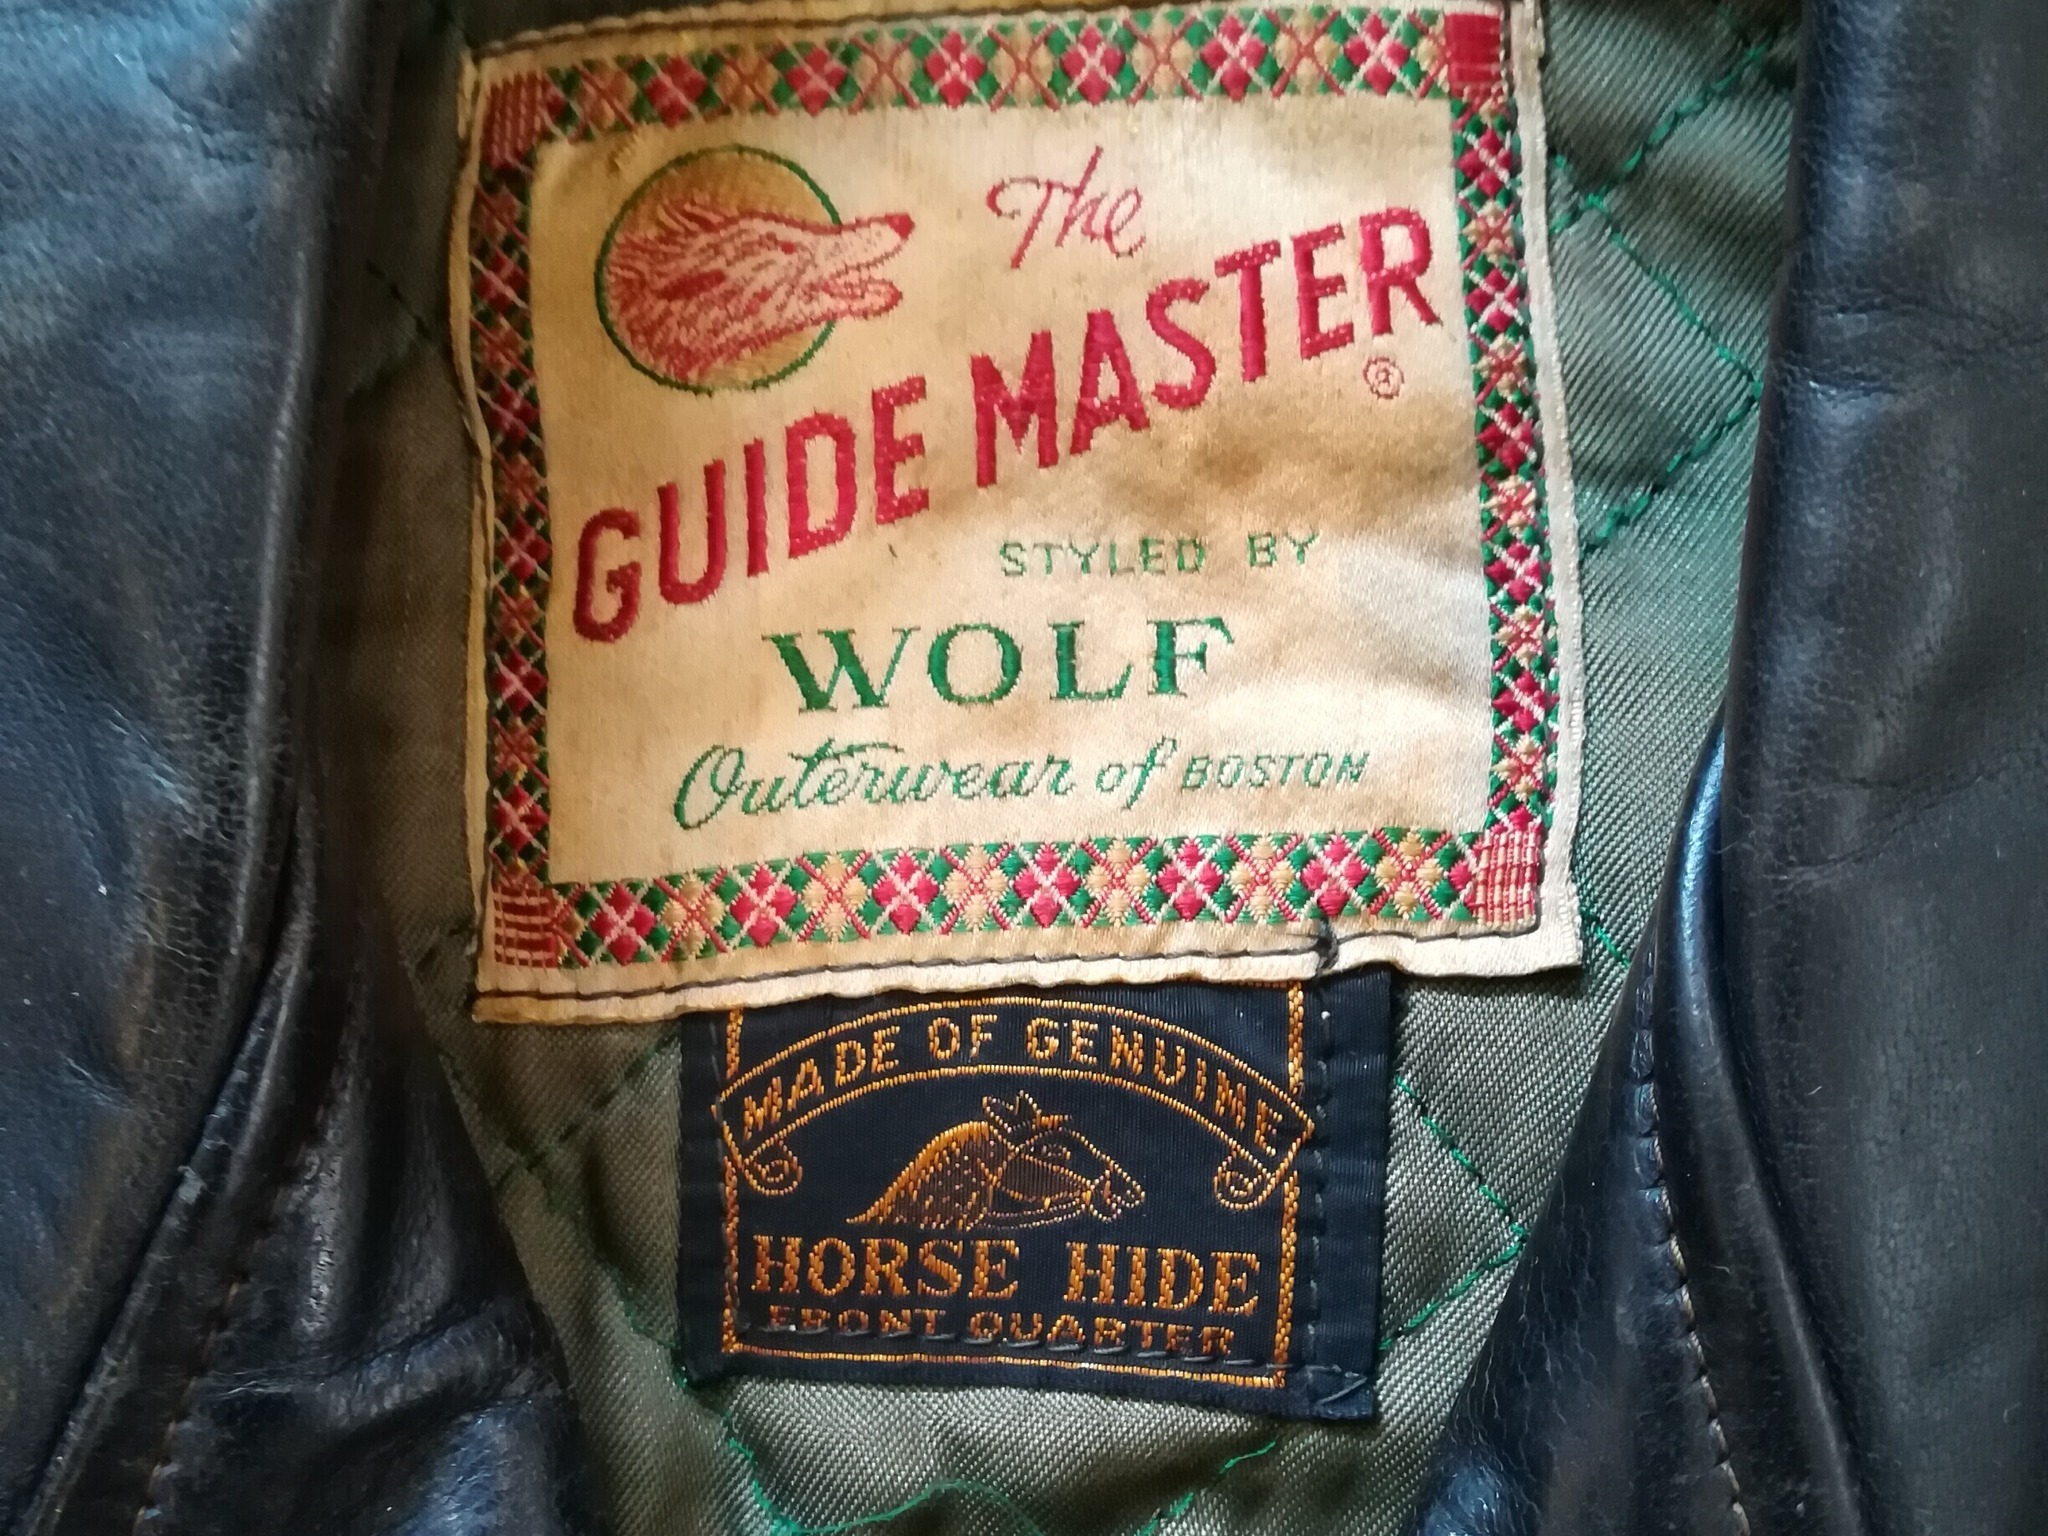 The
GUIDE MASTER
®
STYLED BY
WOLF
Outerwear of BOSTON
MADE OF GENUINE
HORSE HIDE
FRONT QUARTER